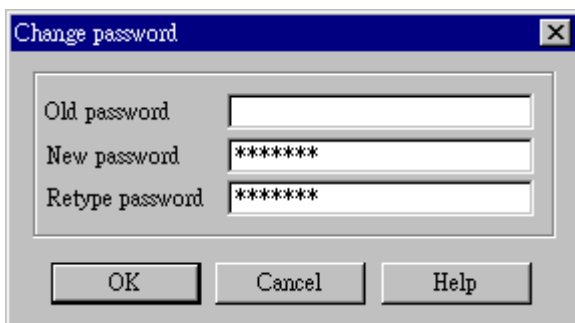 Change password
Old password
New password *******
Retype password *******
OK Cancel Help